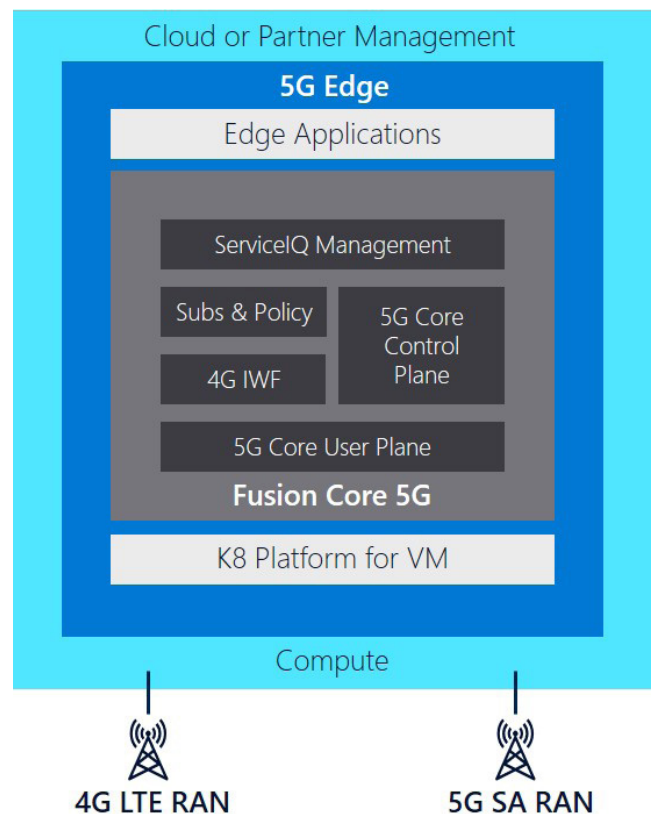 Cloud or Partner Management
5G Edge
Edge Applications
ServiceIQ Management
Subs & Policy
4G IWF
5G Core
Control
Plane
5G Core User Plane
Fusion Core 5G
K8 Platform for VM
Compute
4G LTE RAN
5G SA RAN